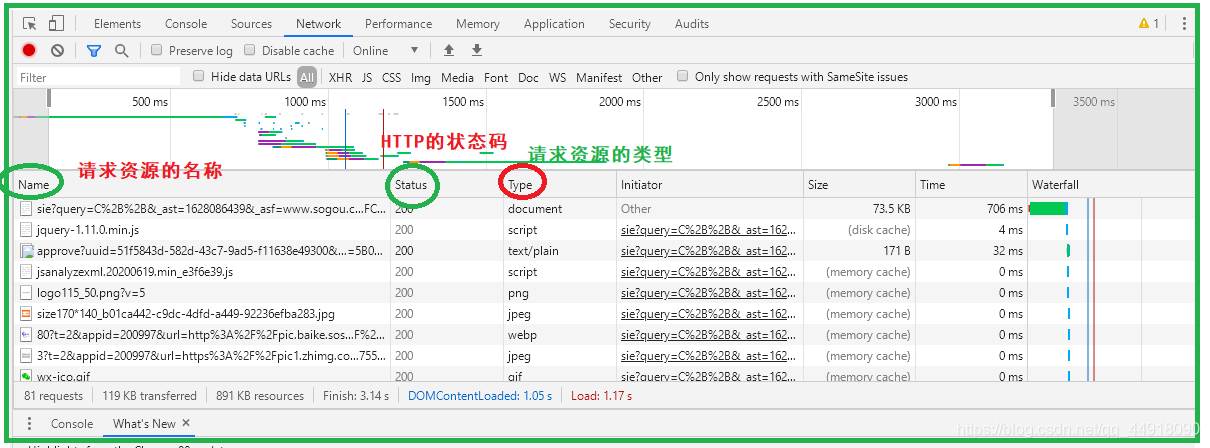 Elements Console Sources Network Performance Memory Application Security Audits 1
Preserve log Disable cache Online
Filter Hide data URLs All XHR JS CSS Img Media Font Doc WS Manifest Other Only show requests with SameSite issues
500 ms 1000 ms 1500 ms 2000 ms 2500 ms 3000 ms 3500 ms
HTTP的状态码
请求资源的类型
请求资源的名称
Name Status Type Initiator Size Time Waterfall
sie?query=C%2B%2B&_ast=1628086439&_asf=www.sogou.c...FC... 200 document Other 73.5 KB 706 ms
jquery-1.11.0.min.js 200 script sie?query=C%2B%2B&_ast=162... (disk cache) 4 ms
approve?uuid=51f5843d-582d-43c7-9ad5-f11638e49300&...=5B0... 200 text/plain sie?query=C%2B%2B&_ast=162... 171 B 32 ms
jsanalyzexml.20200619.min_e3f6e39.js 200 script sie?query=C%2B%2B&_ast=162... (memory cache) 0 ms
logo115_50.png?v=5 200 png sie?query=C%2B%2B&_ast=162... (memory cache) 0 ms
size170*140_b01ca442-c9dc-4dfd-a449-92236efba283.jpg 200 jpeg sie?query=C%2B%2B&_ast=162... (memory cache) 0 ms
80?t=2&appid=200997&url=http%3A%2F%2Fpic.baike.sos...F%2... 200 webp sie?query=C%2B%2B&_ast=162... (memory cache) 0 ms
3?t=2&appid=200997&url=https%3A%2F%2Fpic1.zhimg.co...755... 200 jpeg sie?query=C%2B%2B&_ast=162... (memory cache) 0 ms
wx-ico.gif 200 gif sie?query=C%2B%2B&_ast=162... (memory cache) 0 ms
81 requests 119 KB transferred 891 KB resources Finish: 3.14 s DOMContentLoaded: 1.05 s Load: 1.17 s
Console What's New
https://blog.csdn.net/qq_44918090